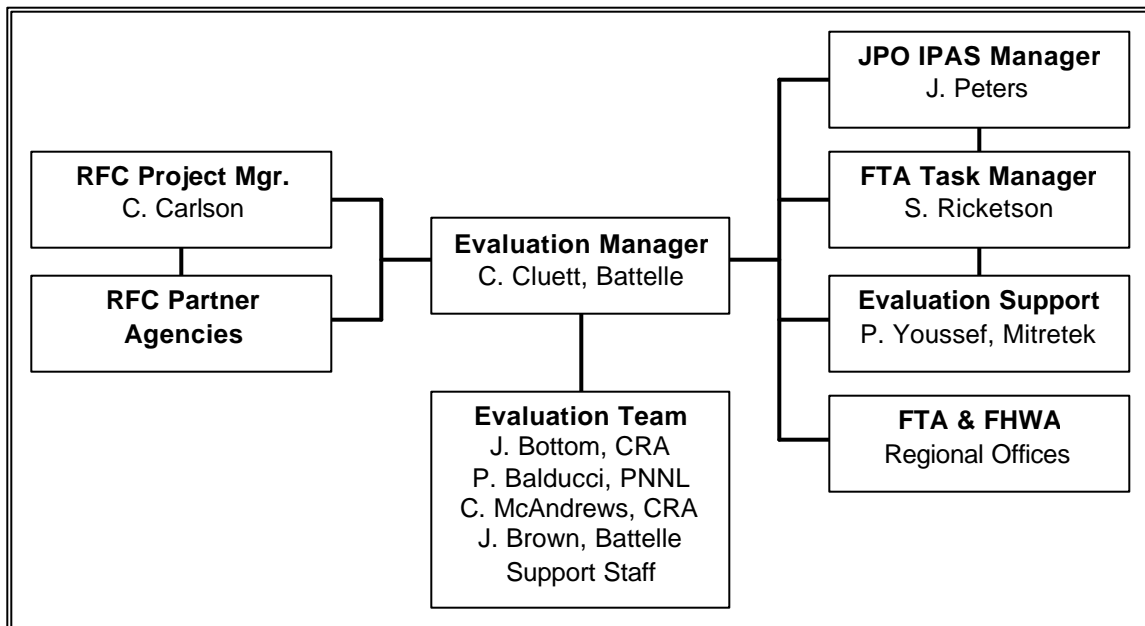 JPO IPAS Manager
J. Peters
RFC Project Mgr.
C. Carlson
FTA Task Manager
S. Ricketson
Evaluation Manager
C. Cluett, Battelle
RFC Partner
Agencies
Evaluation Support
P. Youssef, Mitretek
Evaluation Team
J. Bottom, CRA
P. Balducci, PNNL
C. McAndrews, CRA
J. Brown, Battelle
Support Staff
FTA & FHWA
Regional Offices